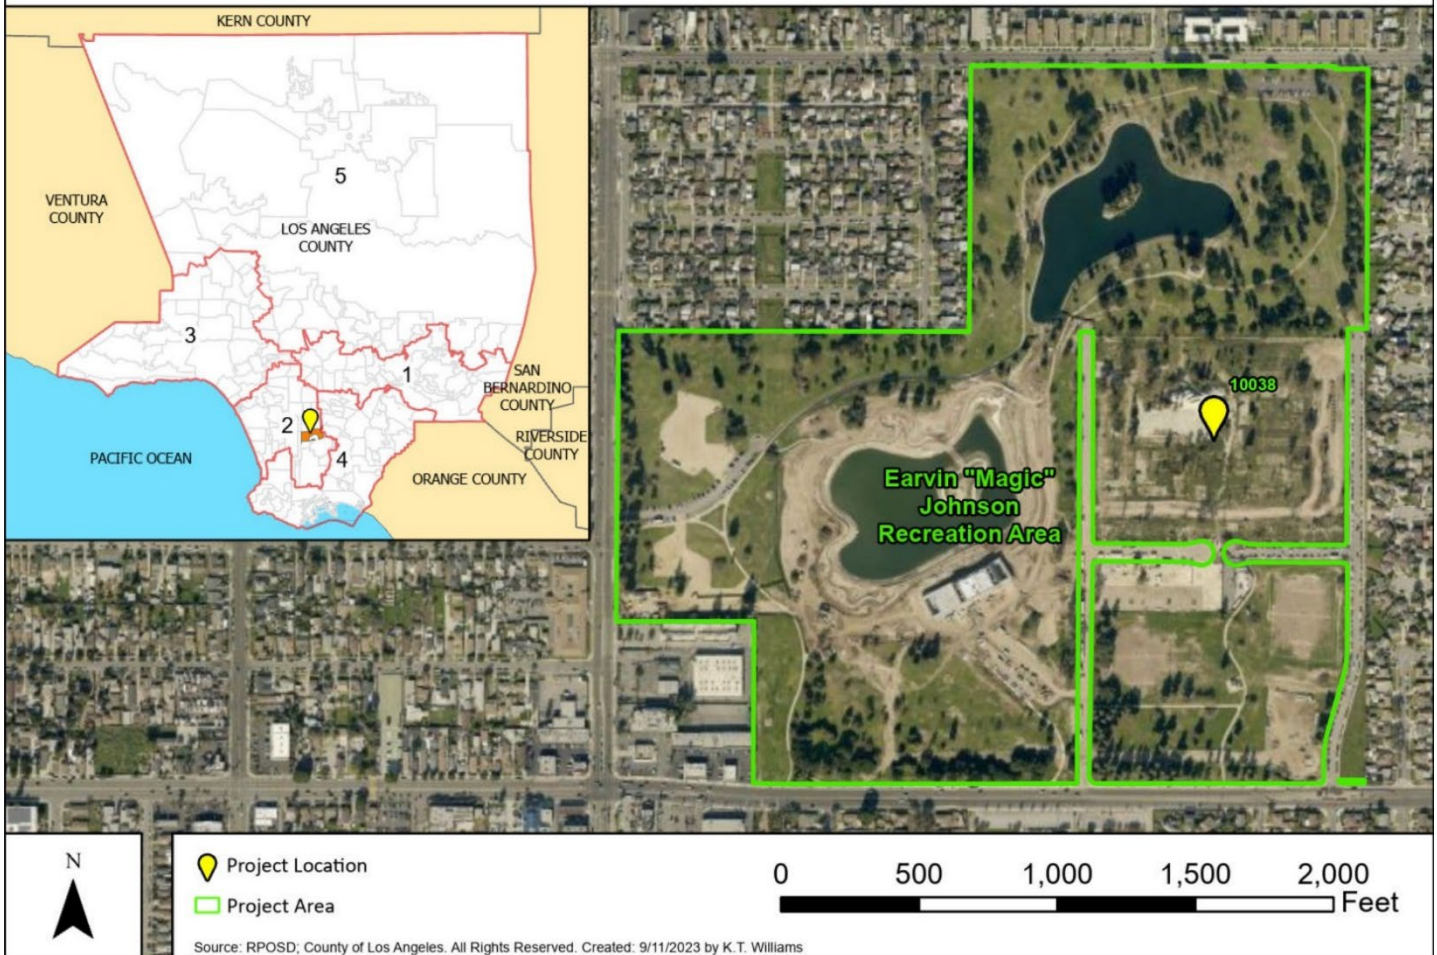 KERN COUNTY
5
VENTURA
COUNTY
LOS ANGELES
COUNTY
3
1
SAN
BERNARDINO
COUNTY
2
RIVERSIDE
COUNTY
4
PACIFIC OCEAN
ORANGE COUNTY
10038
Earvin "Magic"
Johnson
Recreation Area
N
Project Location
Project Area
0 500 1,000 1,500 2,000
Feet
Source: RPOSD; County of Los Angeles. All Rights Reserved. Created: 9/11/2023 by K.T. Williams